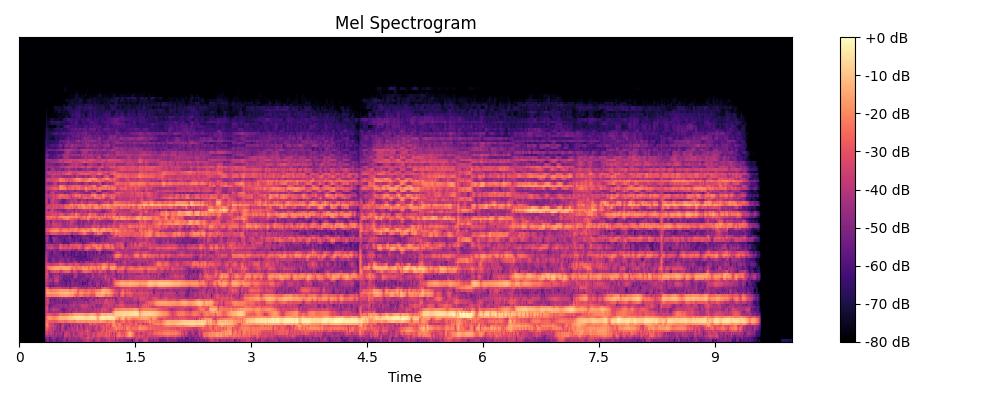 Mel Spectrogram
+0 dB
-10 dB
-20 dB
-30 dB
-40 dB
-50 dB
-60 dB
-70 dB
-80 dB
0 1.5 3 4.5 6 7.5 9
Time